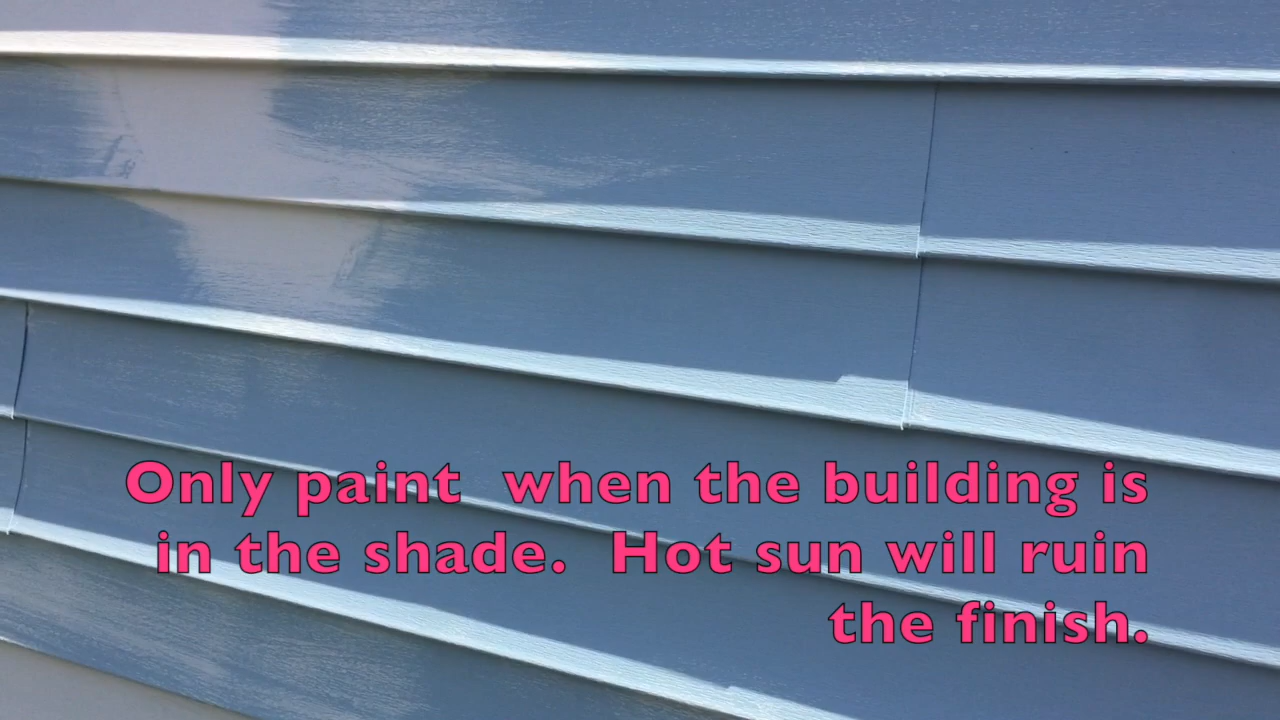 Only paint  when the building is
in the shade.  Hot sun will ruin
the finish.